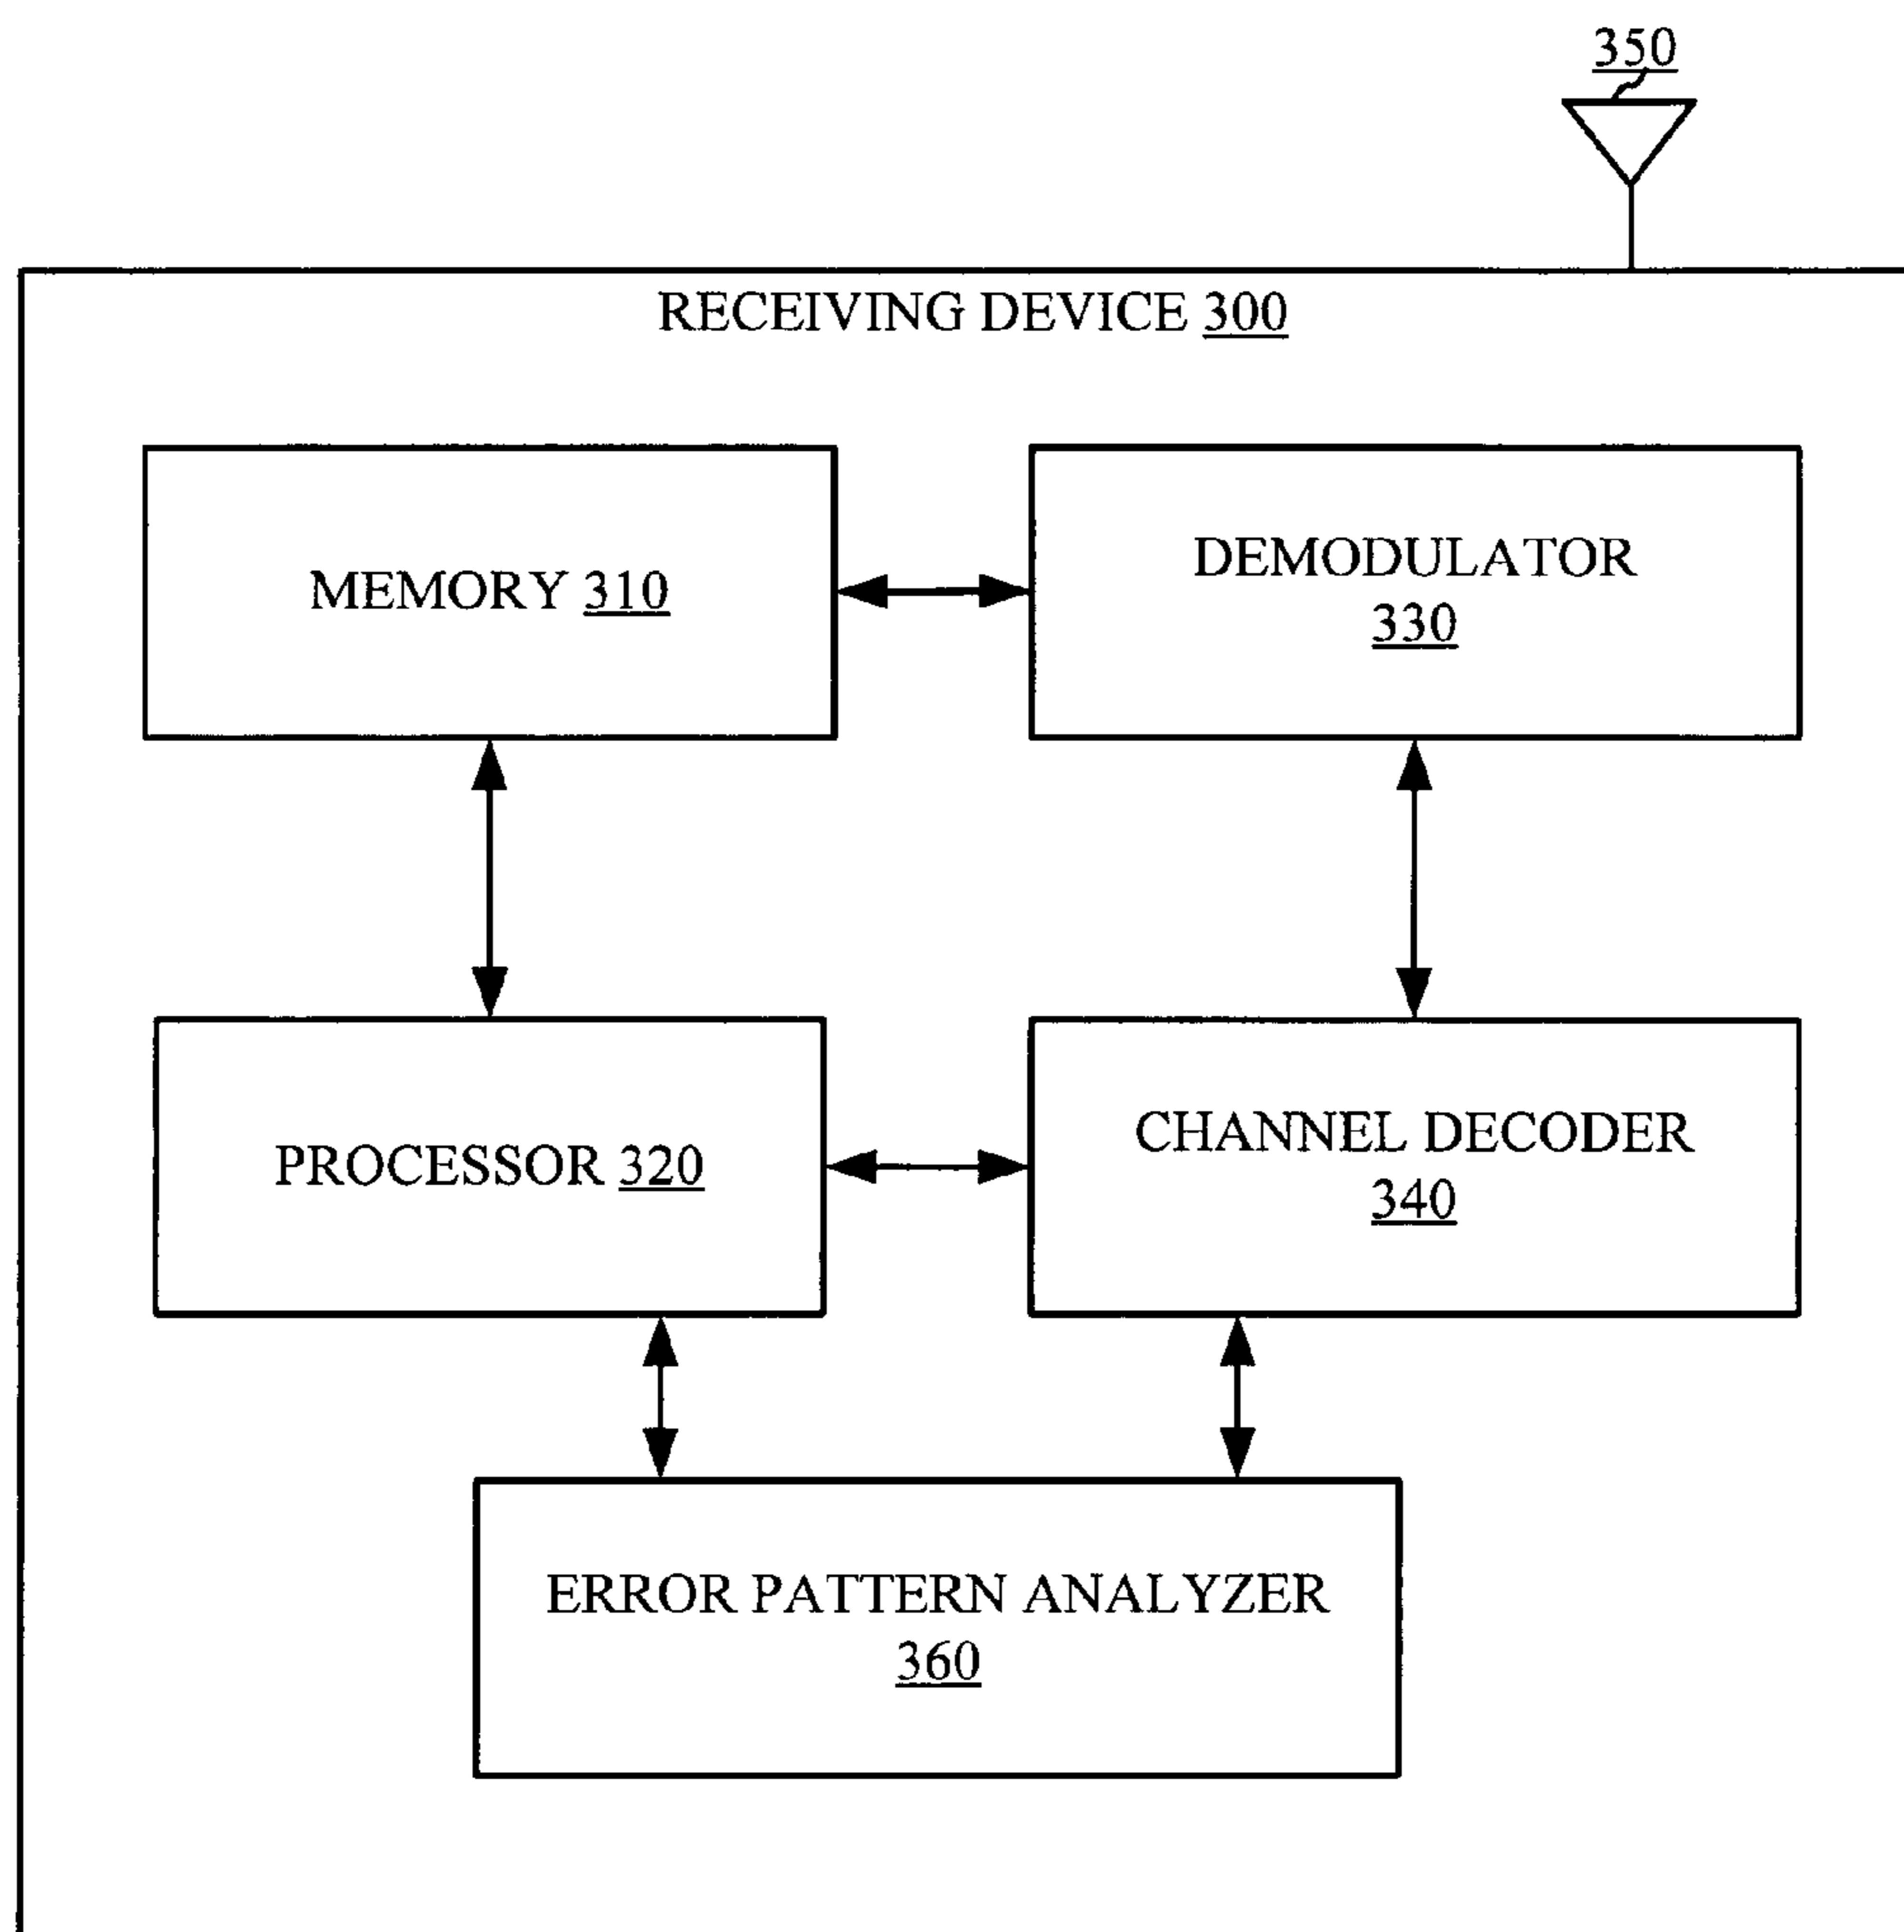 350
RECEIVING DEVICE 300
MEMORY 310
DEMODULATOR
330
PROCESSOR 320
CHANNEL DECODER
340
ERROR PATTERN ANALYZER
360